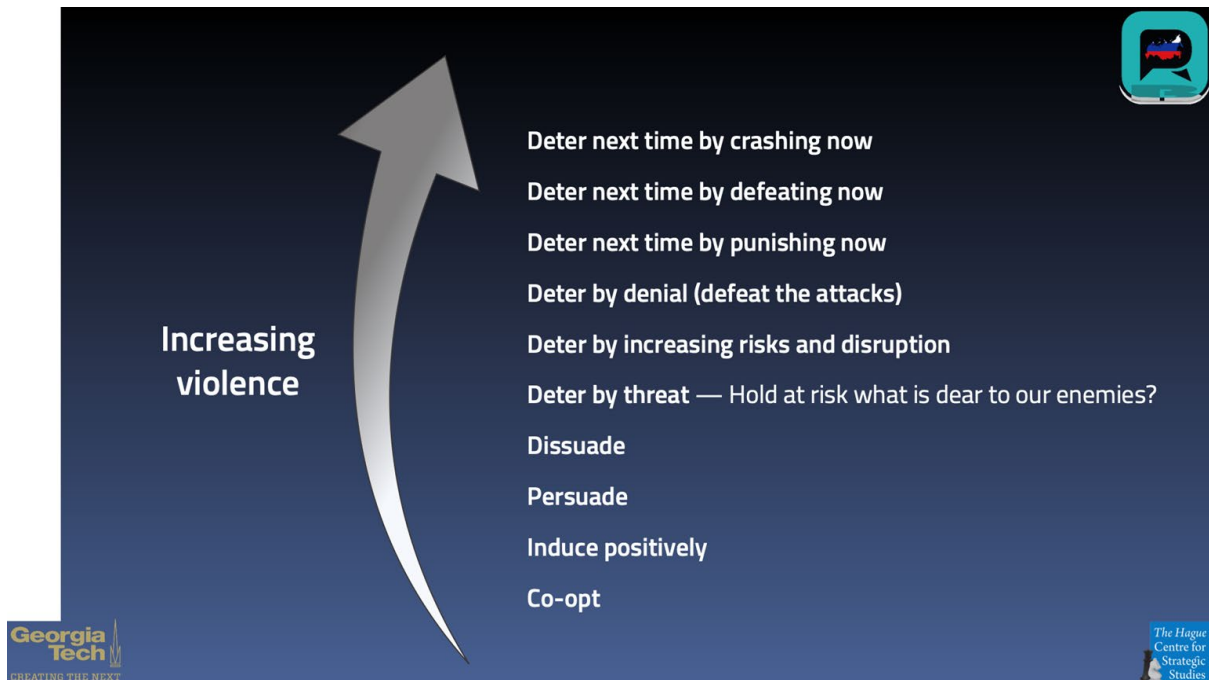 Deter next time by crashing now
Deter next time by defeating now
Deter next time by punishing now
Deter by denial (defeat the attacks)
Increasing
violence
Deter by increasing risks and disruption
Deter by threat — Hold at risk what is dear to our enemies?
Dissuade
Persuade
Induce positively
Co-opt
Georgia
Tech
CREATING THE NEXT
The Hague
Centre for
Strategic
Studies